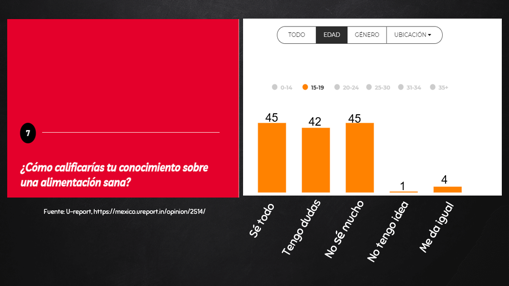 TODO EDAD GÉNERO UBICACIÓN
0-14 15-19 20-24 25-30 31-34 35+
7
¿Cómo calificarías tu conocimiento sobre
una alimentación sana?
45
42
45
1
4
Sé todo
Tengo dudas
No sé mucho
No tengo idea
Me da igual
Fuente: U-report, https://mexico.ureport.in/opinion/2514/